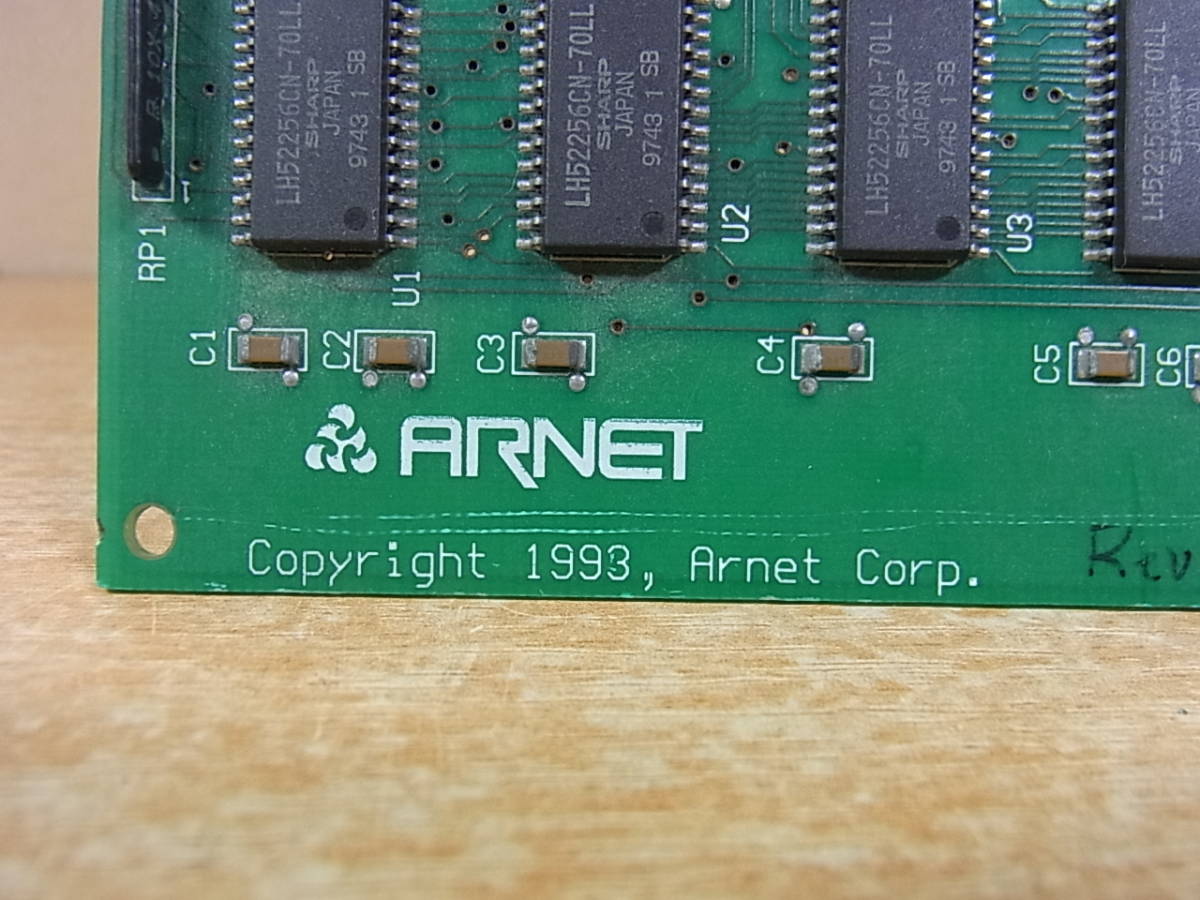 LH52256CN-70LL
SHARP
JAPAN
9743 1 SB
LH52256CN-70LL
SHARP
JAPAN
9743 1 SB
LH52256CN-70LL
SHARP
JAPAN
9743 1 SB
LH52256CN-70LL
1
RP1
U1
U2
U3
C1
C2
C3
C4
C5
C6
ARNET
Copyright 1993, Arnet Corp.
Rev